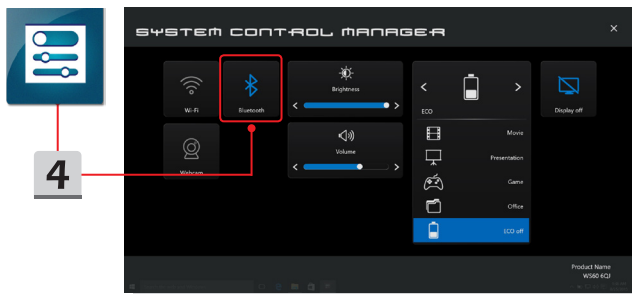 SYSTEM CONTROL MANAGER
Wi-Fi
Bluetooth
Brightness
ECO
Display off
Webcam
Volume
Movie
Presentation
Game
Office
ECO off
4
Product Name
WS60 6QJ